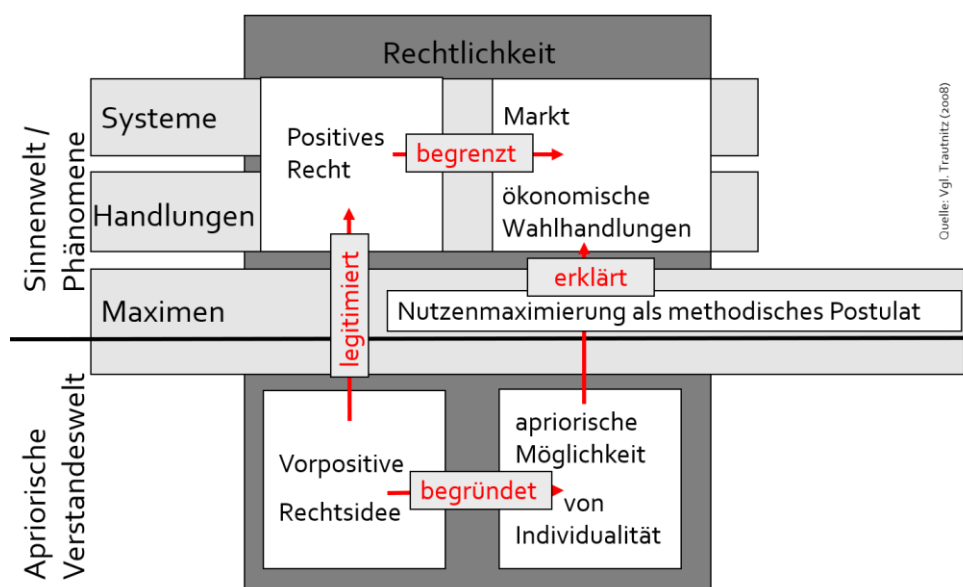 Rechtlichkeit
Sinnenwelt /
Phänomene
Systeme
Positives
Recht
begrenzt
Markt
Handlungen
ökonomische
Wahlhandlungen
legitimiert
erklärt
Maximen
Nutzenmaximierung als methodisches Postulat
Apriorische
Verstandeswelt
Vorpositive
Rechtsidee
begründet
apriorische
Möglichkeit
von
Individualität
Quelle: Vgl. Trautnitz (2008)